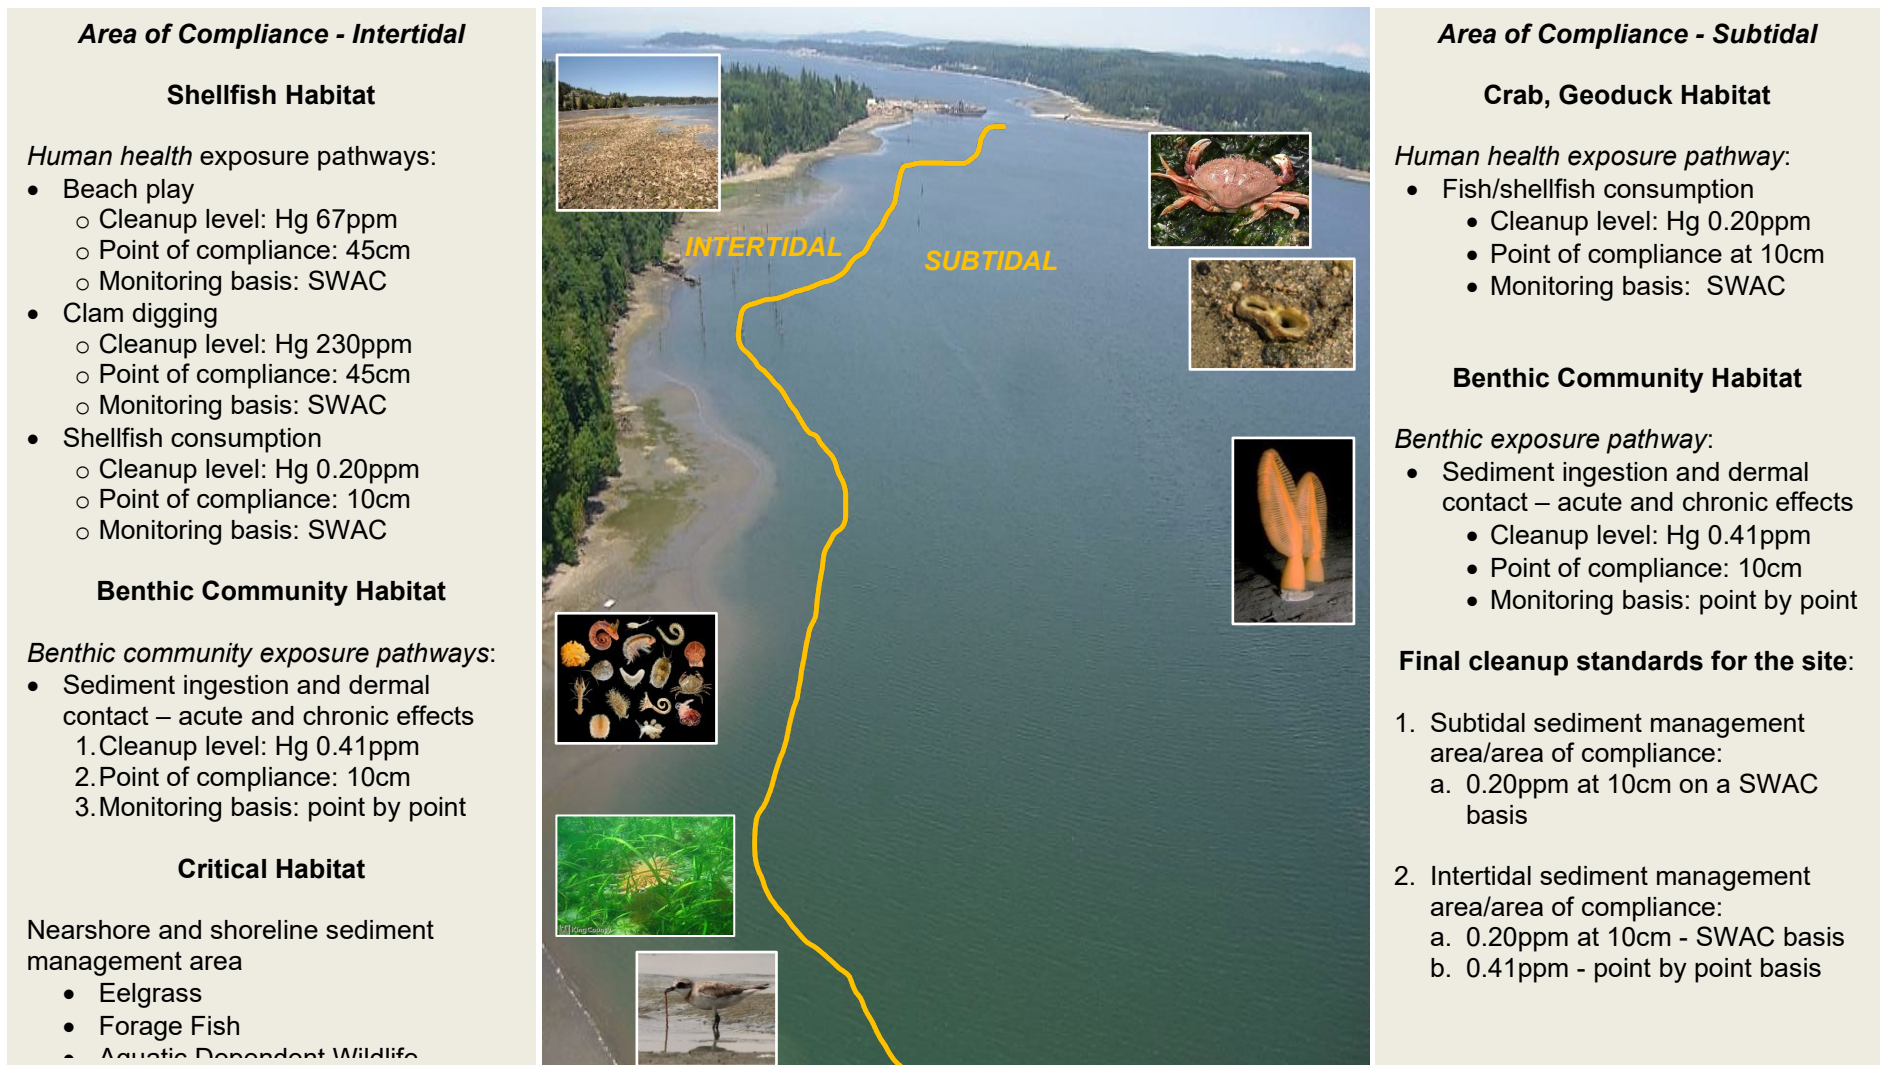 Area of Compliance - Intertidal
Shellfish Habitat
Human health exposure pathways:
• Beach play
o Cleanup level: Hg 67ppm
o Point of compliance: 45cm
o Monitoring basis: SWAC
• Clam digging
o Cleanup level: Hg 230ppm
o Point of compliance: 45cm
o Monitoring basis: SWAC
• Shellfish consumption
o Cleanup level: Hg 0.20ppm
o Point of compliance: 10cm
o Monitoring basis: SWAC
Benthic Community Habitat
Benthic community exposure pathways:
• Sediment ingestion and dermal
contact – acute and chronic effects
1. Cleanup level: Hg 0.41ppm
2. Point of compliance: 10cm
3. Monitoring basis: point by point
Critical Habitat
Nearshore and shoreline sediment
management area
• Eelgrass
• Forage Fish
• Aquatic Dependent Wildlife
INTERTIDAL
SUBTIDAL
King County
Area of Compliance - Subtidal
Crab, Geoduck Habitat
Human health exposure pathway:
• Fish/shellfish consumption
• Cleanup level: Hg 0.20ppm
• Point of compliance at 10cm
• Monitoring basis: SWAC
Benthic Community Habitat
Benthic exposure pathway:
• Sediment ingestion and dermal
contact – acute and chronic effects
• Cleanup level: Hg 0.41ppm
• Point of compliance: 10cm
• Monitoring basis: point by point
Final cleanup standards for the site:
1. Subtidal sediment management
area/area of compliance:
a. 0.20ppm at 10cm on a SWAC
basis
2. Intertidal sediment management
area/area of compliance:
a. 0.20ppm at 10cm - SWAC basis
b. 0.41ppm - point by point basis